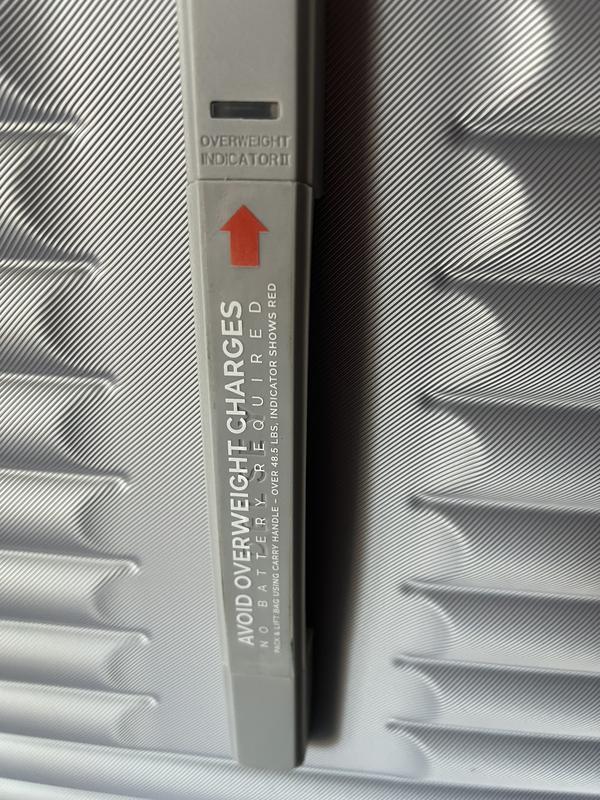 OVERWEIGHT
INDICATOR II
AVOID OVERWEIGHT CHARGES
NO BATTERY REQUIRED
PACK & LIFT BAG USING CARRY HANDLE - OVER 48.5 LBS, INDICATOR SHOWS RED